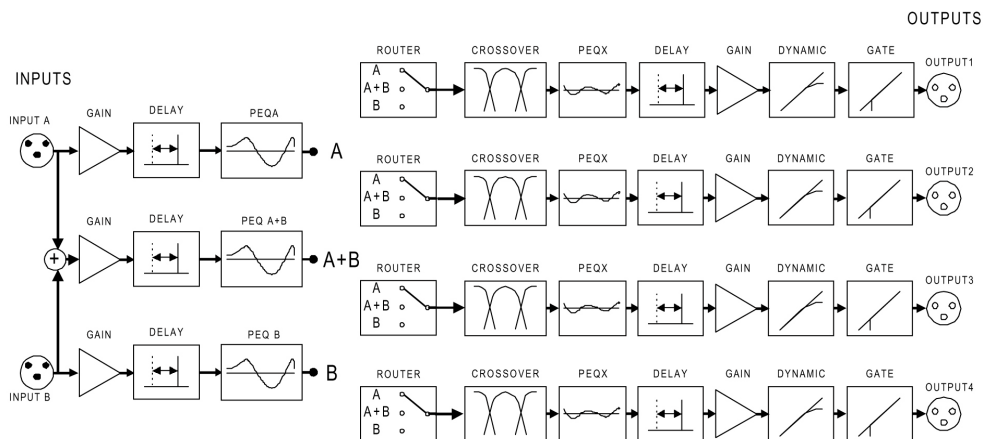 OUTPUTS
INPUTS
ROUTER CROSSOVER PEQX DELAY GAIN DYNAMIC GATE OUTPUT1
A
A+B
B
INPUT A
GAIN DELAY PEQA
A
ROUTER CROSSOVER PEQX DELAY GAIN DYNAMIC GATE OUTPUT2
A
A+B
B
GAIN DELAY PEQ A+B
+
A+B
ROUTER CROSSOVER PEQX DELAY GAIN DYNAMIC GATE OUTPUT3
A
A+B
B
GAIN DELAY PEQ B
B
INPUT B
ROUTER CROSSOVER PEQX DELAY GAIN DYNAMIC GATE OUTPUT4
A
A+B
B